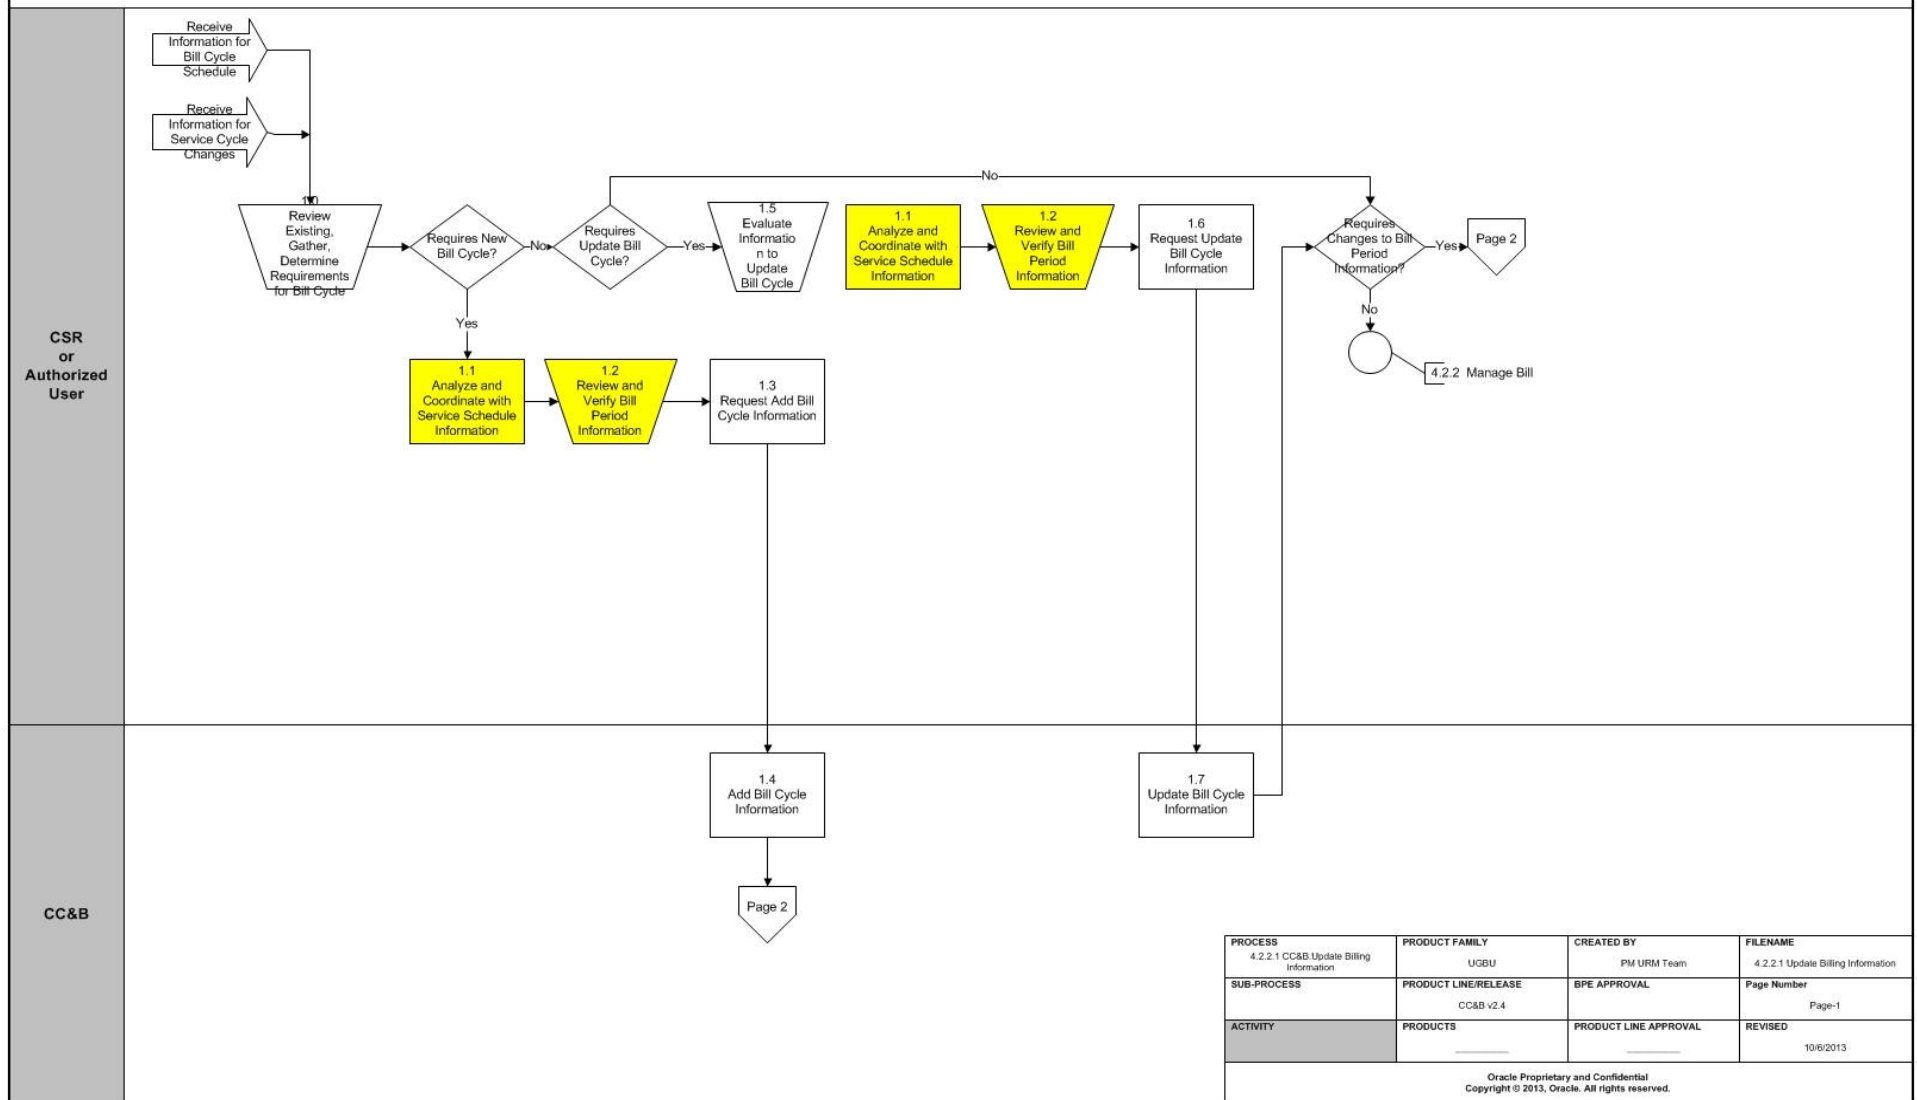 Receive
Information for
Bill Cycle
Schedule
Receive
Information for
Service Cycle
Changes
1.0
Review
Existing,
Gather,
Determine
Requirements
for Bill Cycle
Requires New
Bill Cycle?
No
Yes
Requires
Update Bill
Cycle?
No
Yes
1.5
Evaluate
Informatio
n to
Update
Bill Cycle
1.1
Analyze and
Coordinate with
Service Schedule
Information
1.2
Review and
Verify Bill
Period
Information
1.6
Request Update
Bill Cycle
Information
Requires
Changes to Bill
Period
Information?
Yes
Page 2
No
4.2.2 Manage Bill
CSR
or
Authorized
User
1.1
Analyze and
Coordinate with
Service Schedule
Information
1.2
Review and
Verify Bill
Period
Information
1.3
Request Add Bill
Cycle Information
CC&B
1.4
Add Bill Cycle
Information
Page 2
1.7
Update Bill Cycle
Information
PROCESS
4.2.2.1 CC&B.Update Billing
Information
PRODUCT FAMILY
UGBU
CREATED BY
PM URM Team
FILENAME
4.2.2.1 Update Billing Information
SUB-PROCESS
PRODUCT LINE/RELEASE
CC&B v2.4
BPE APPROVAL
Page Number
Page-1
ACTIVITY
PRODUCTS
PRODUCT LINE APPROVAL
REVISED
10/6/2013
Oracle Proprietary and Confidential
Copyright © 2013, Oracle. All rights reserved.